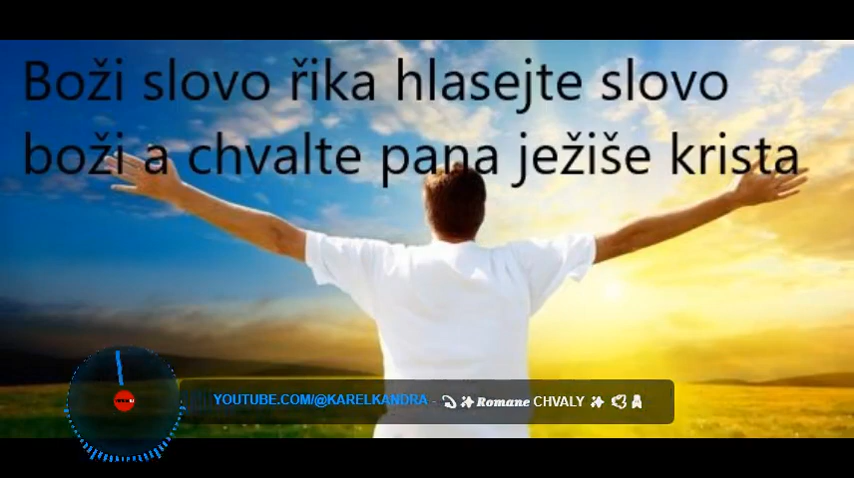 Boži slovo řika hlasejte slovo
boži a chvalte pana ježiše krista
YOUTUBE.COM/@KARELKANDRA - Romane CHVALY